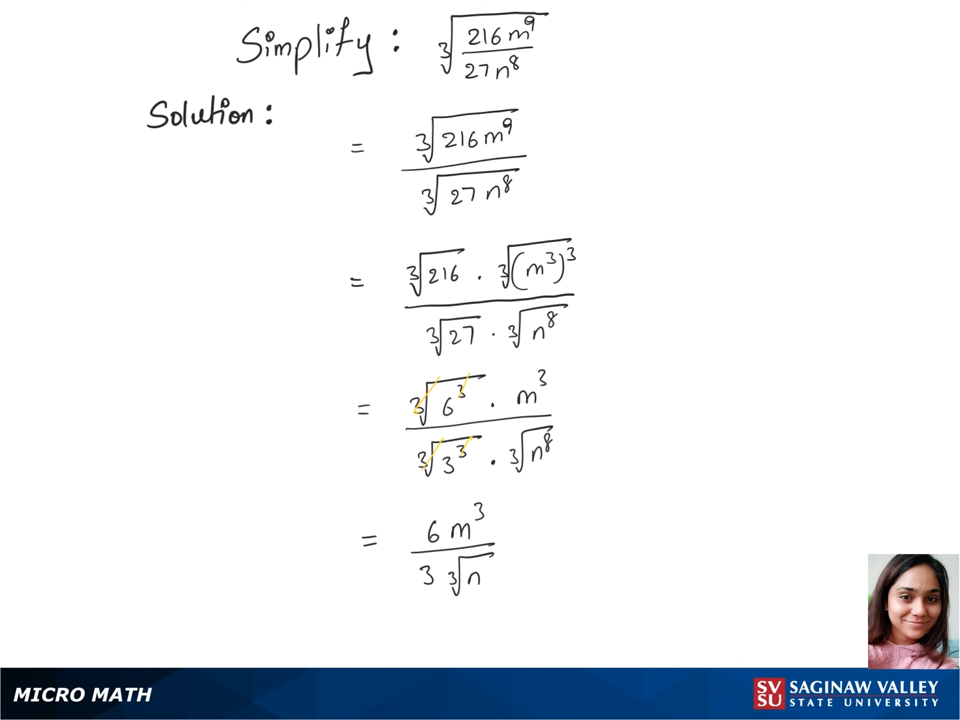 Simplify : ∛(216m⁹/27n⁸)
Solution :
= ∛(216m⁹) / ∛(27n⁸)
= ∛216 · ∛((m³)³) / ∛27 · ∛(n⁸)
= ∛(6³) · m³ / ∛(3³) · ∛(n⁸)
= 6m³ / 3 ∛n
MICRO MATH
SV
SU
SAGINAW VALLEY
STATE UNIVERSITY